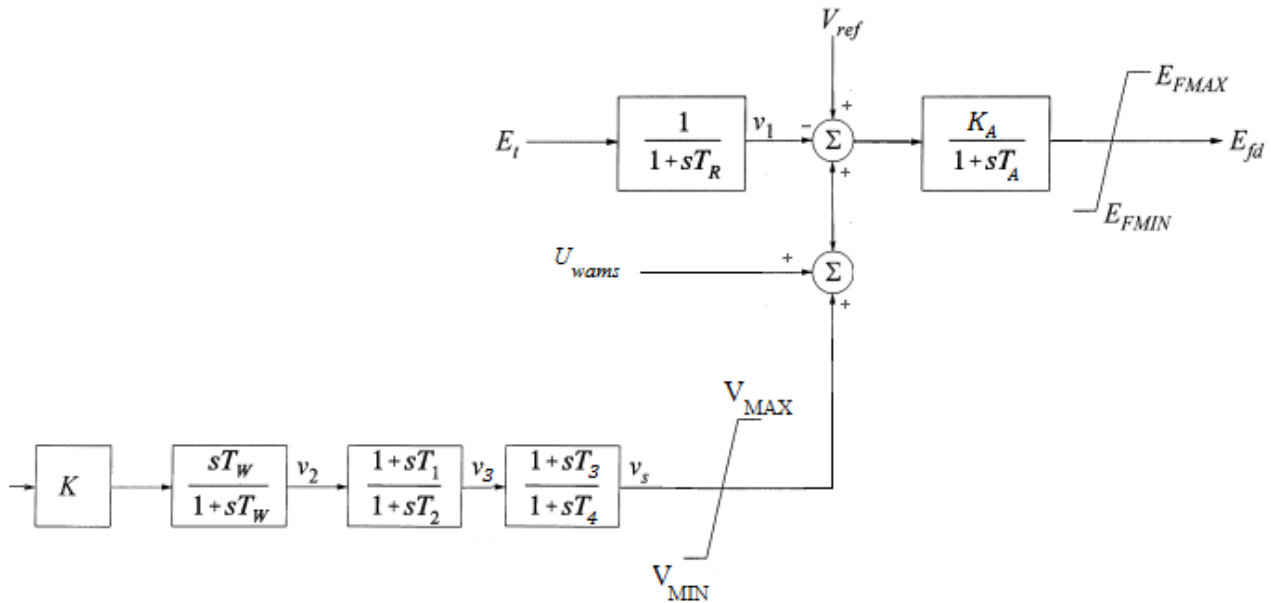 V_ref
+
E_FMAX
E_t
1
1+sT_R
v_1
−
Σ
+
K_A
1+sT_A
E_fd
E_FMIN
U_wams
+
Σ
+
V_MAX
K
sT_W
1+sT_W
v_2
1+sT_1
1+sT_2
v_3
1+sT_3
1+sT_4
v_s
V_MIN